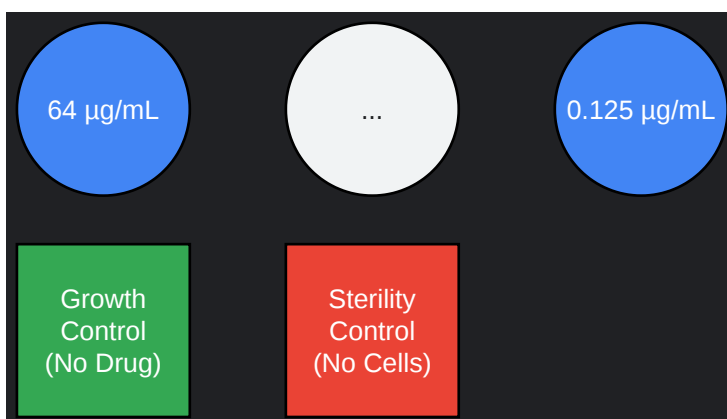 64 µg/mL
...
0.125 µg/mL
Growth
Control
(No Drug)
Sterility
Control
(No Cells)